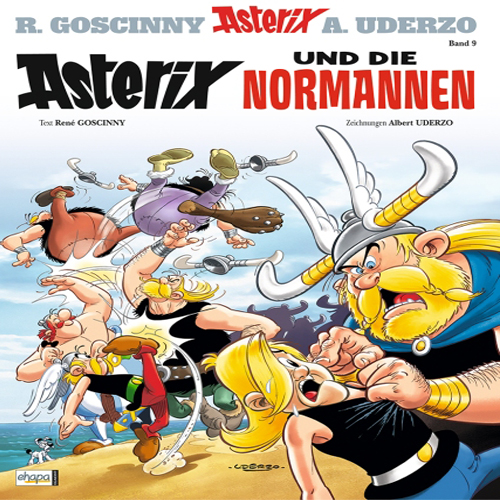 R. GOSCINNY Asterix A. UDERZO
Band 9
Asterix UND DIE NORMANNEN
Text René GOSCINNY
Zeichnungen Albert UDERZO
UDERZO
ehapa